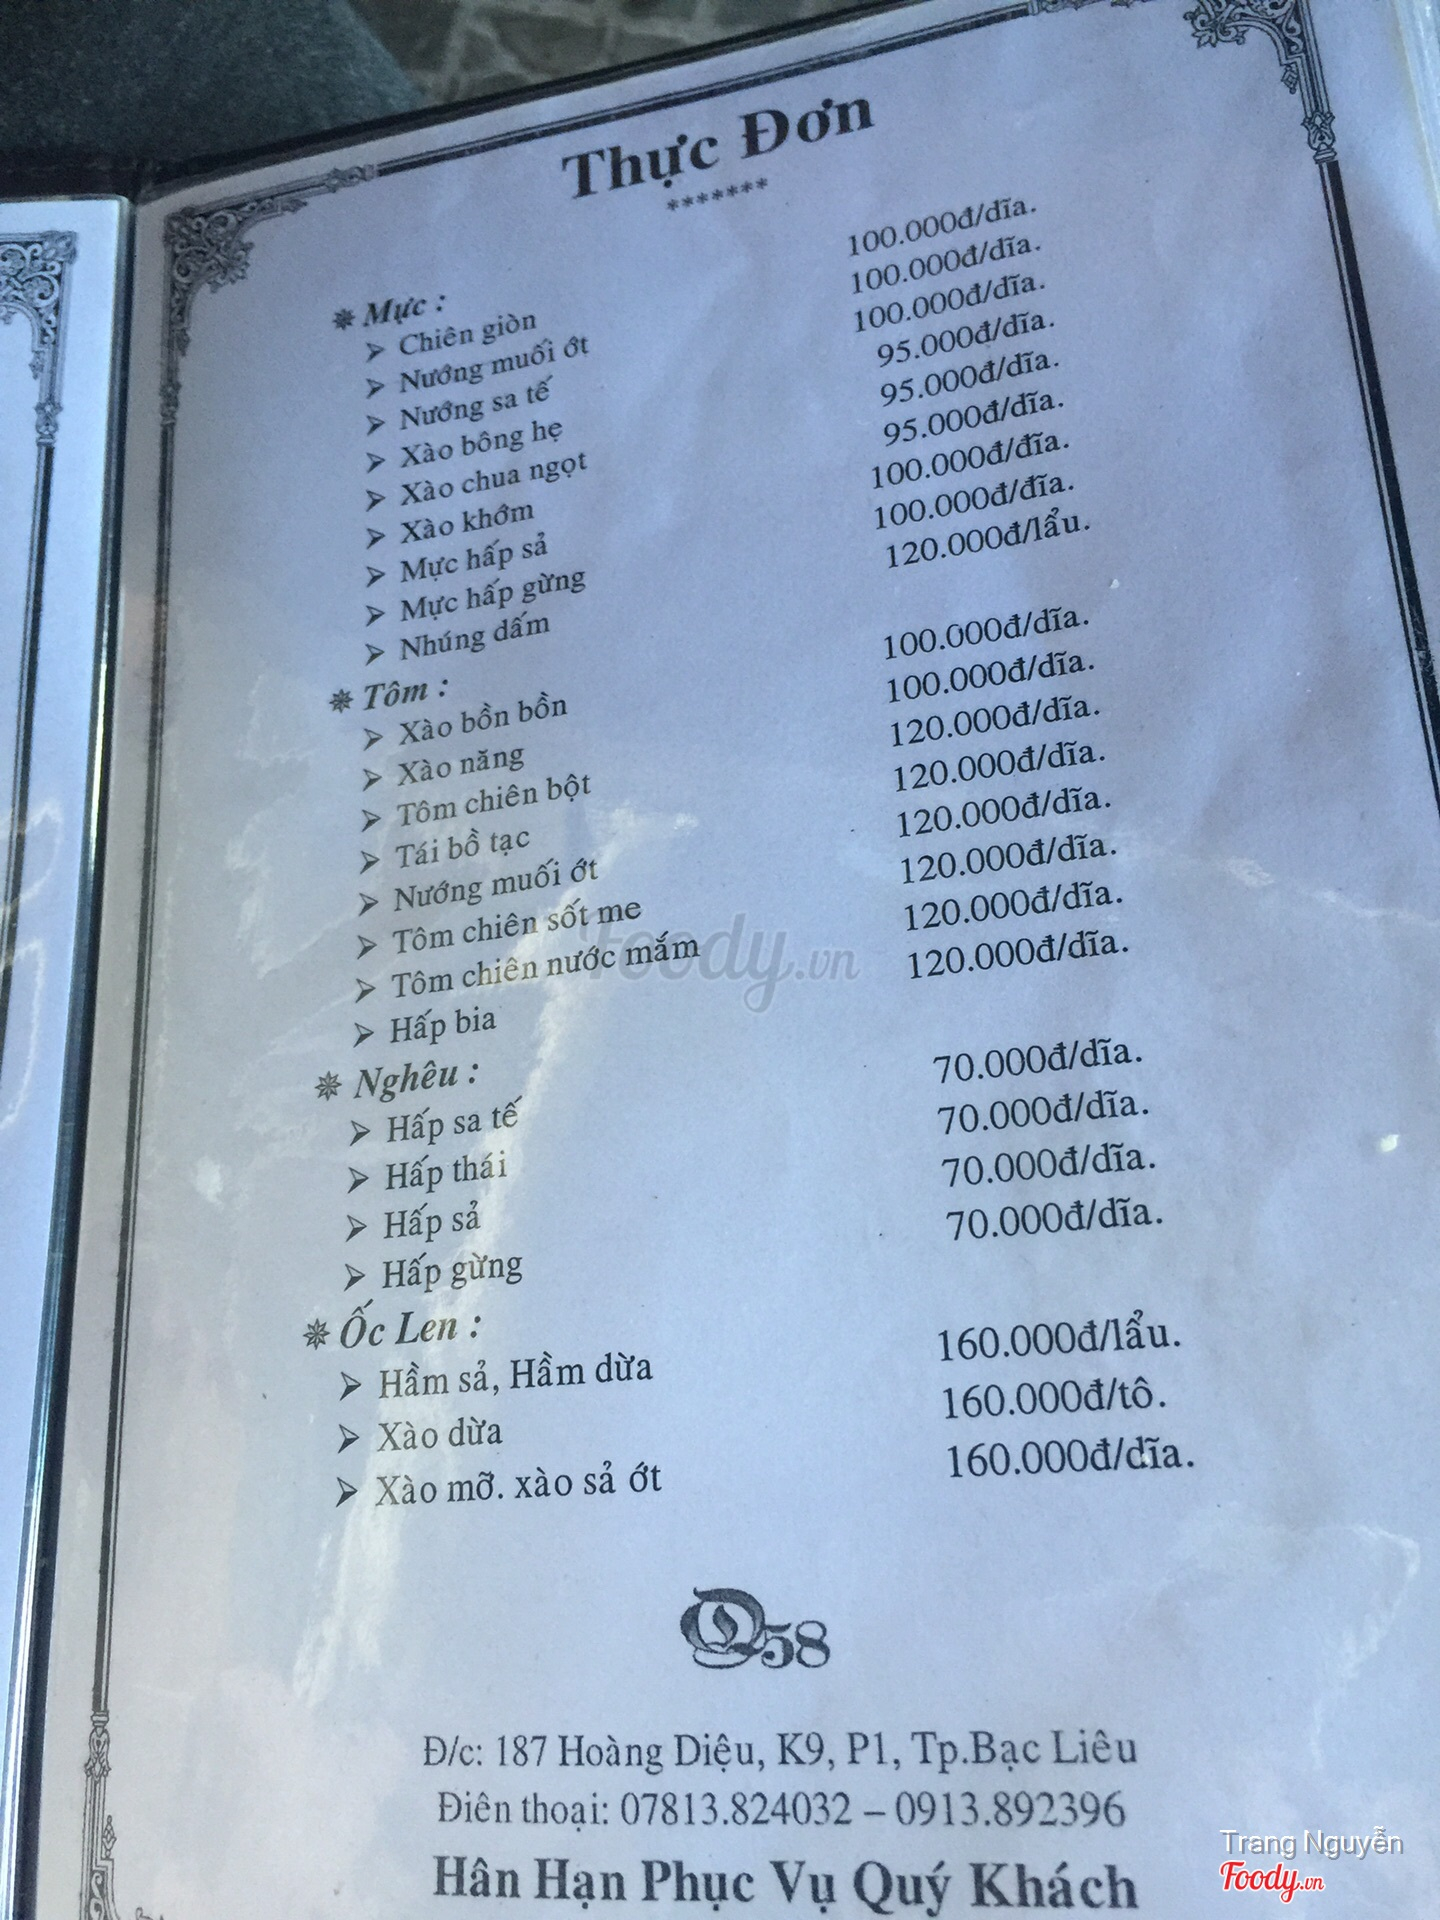 Thực Đơn
*******
Mực :
Chiên giòn 100.000đ/dĩa.
Nướng muối ớt 100.000đ/dĩa.
Nướng sa tế 100.000đ/dĩa.
Xào bông hẹ 95.000đ/dĩa.
Xào chua ngọt 95.000đ/dĩa.
Xào khớm 95.000đ/dĩa.
Mực hấp sả 100.000đ/đĩa.
Mực hấp gừng 100.000đ/đĩa.
Nhúng dấm 120.000đ/lẩu.
Tôm :
Xào bồn bồn 100.000đ/dĩa.
Xào năng 100.000đ/dĩa.
Tôm chiên bột 120.000đ/dĩa.
Tái bồ tạc 120.000đ/dĩa.
Nướng muối ớt 120.000đ/dĩa.
Tôm chiên sốt me 120.000đ/dĩa.
Tôm chiên nước mắm 120.000đ/dĩa.
Hấp bia 120.000đ/dĩa.
Nghêu :
Hấp sa tế 70.000đ/dĩa.
Hấp thái 70.000đ/dĩa.
Hấp sả 70.000đ/dĩa.
Hấp gừng 70.000đ/dĩa.
Ốc Len :
Hầm sả, Hầm dừa 160.000đ/lẩu.
Xào dừa 160.000đ/tô.
Xào mỡ. xào sả ớt 160.000đ/dĩa.
Foody.vn
Q58
Đ/c: 187 Hoàng Diệu, K9, P1, Tp.Bạc Liêu
Điên thoại: 07813.824032 – 0913.892396
Hân Hạn Phục Vụ Quý Khách
Trang Nguyễn
Foody.vn